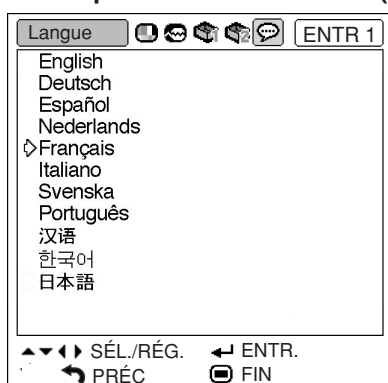 Langue ENTR 1
English
Deutsch
Español
Nederlands
Français
Italiano
Svenska
Português
汉语
한국어
日本語
SÉL./RÉG. ENTR.
PRÉC FIN